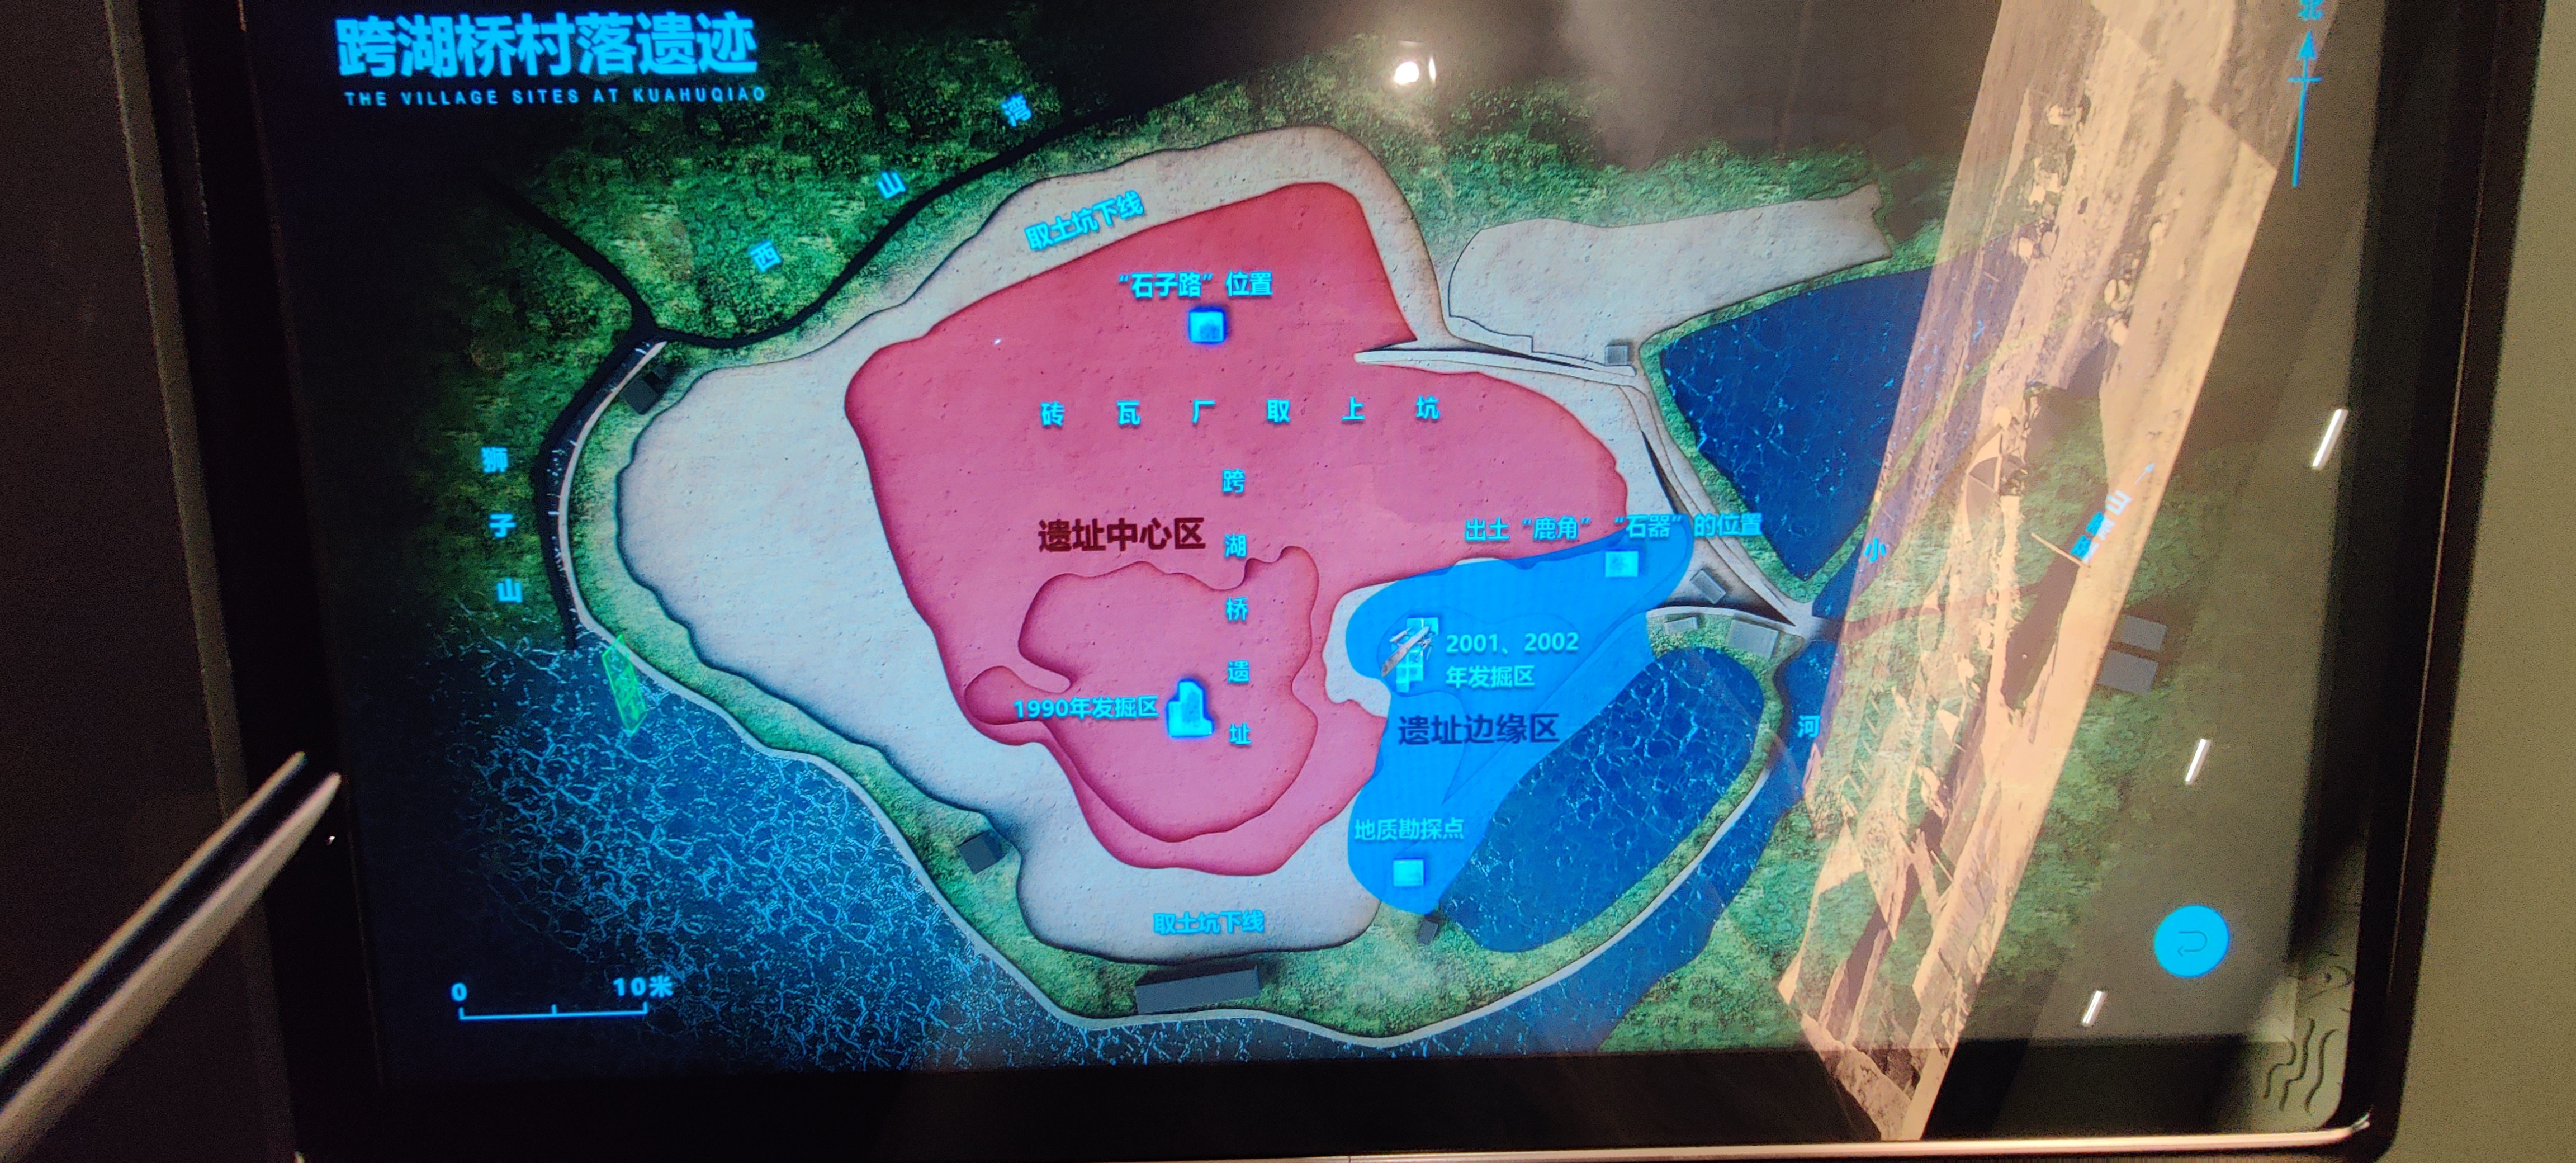 跨湖桥村落遗迹
THE VILLAGE SITES AT KUAHUQIAO
北
湾
山
西
取土坑下线
“石子路”位置
砖瓦厂取上坑
狮子山
跨湖桥遗址
遗址中心区
出土“鹿角”“石器”的位置
小河
2001、2002
年发掘区
1990年发掘区
遗址边缘区
地质勘探点
取土坑下线
0 10米